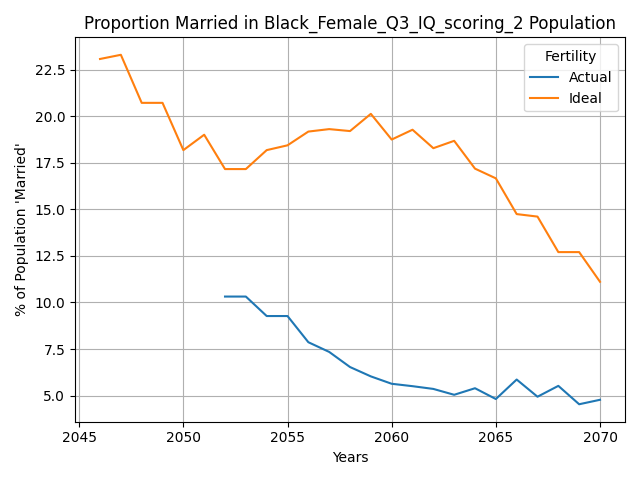 Proportion Married in Black_Female_Q3_IQ_scoring_2 Population
Fertility
Actual
Ideal
% of Population 'Married'
22.5
20.0
17.5
15.0
12.5
10.0
7.5
5.0
2045
2050
2055
2060
2065
2070
Years